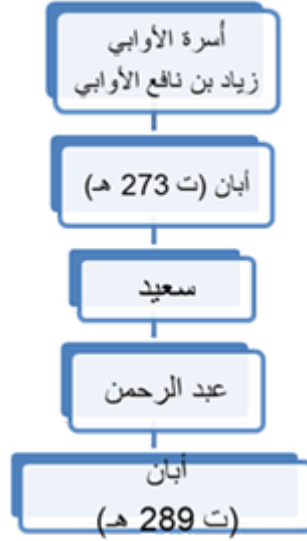 أسرة الأوابي
زياد بن نافع الأوابي
أبان (ت 273 هـ)
سعيد
عبد الرحمن
أبان
(ت 289 هـ)